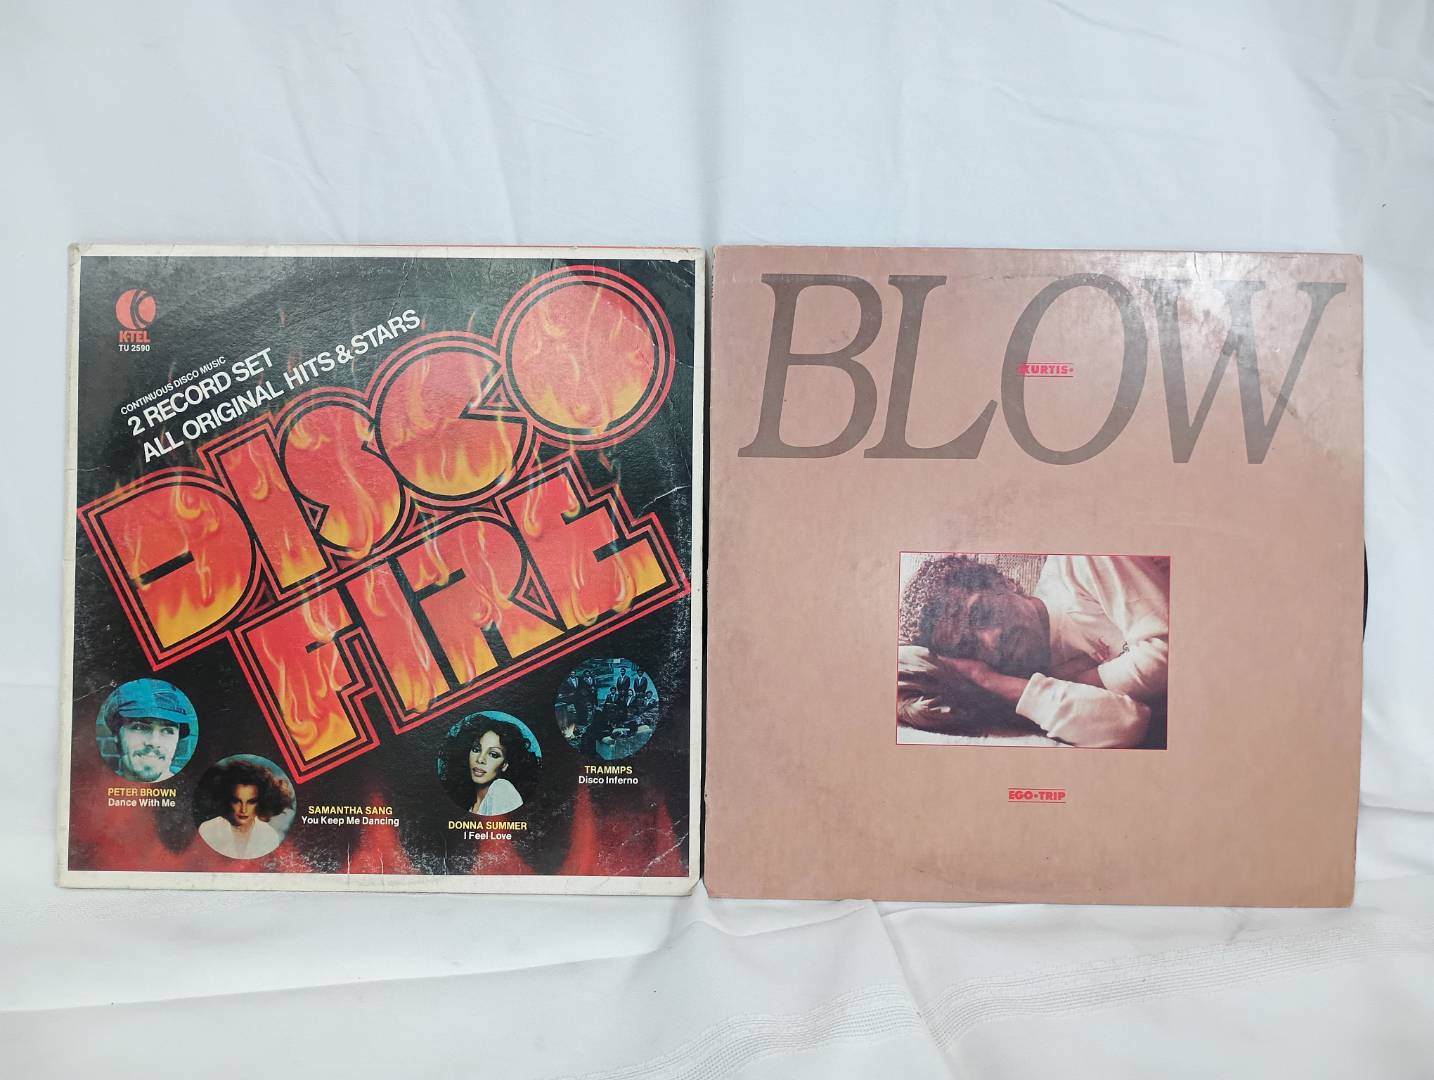 K-TEL
TU 2590
CONTINUOUS DISCO MUSIC
2 RECORD SET
ALL ORIGINAL HITS & STARS
DISCO
FIRE
PETER BROWN
Dance With Me
SAMANTHA SANG
You Keep Me Dancing
DONNA SUMMER
I Feel Love
TRAMMPS
Disco Inferno
BLOW
•KURTIS•
EGO•TRIP